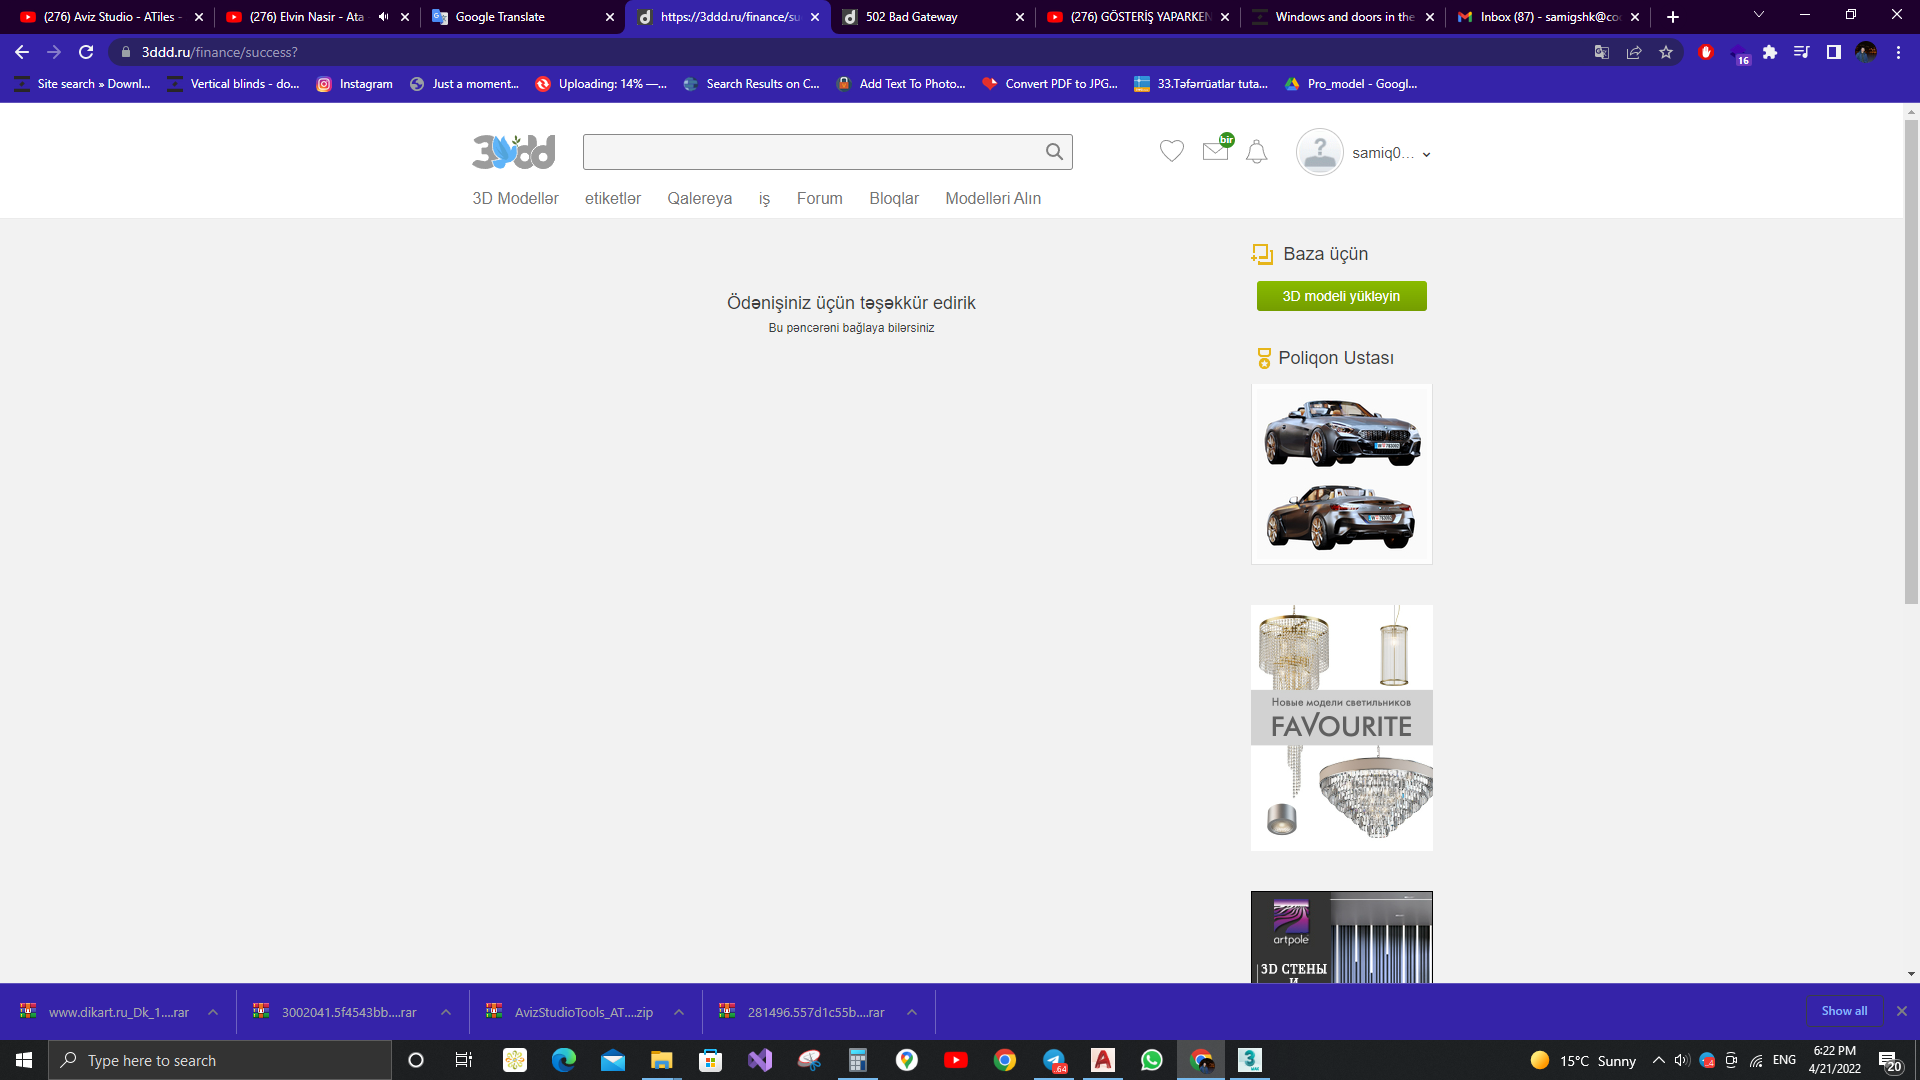 (276) Aviz Studio - ATiles -
(276) Elvin Nasir - Ata
Google Translate
https://3ddd.ru/finance/su
502 Bad Gateway
(276) GÖSTERİŞ YAPARKEN
Windows and doors in the
Inbox (87) - samigshk@co
3ddd.ru/finance/success?
16
Site search » Downl...
Vertical blinds - do...
Instagram
Just a moment...
Uploading: 14% —...
Search Results on C...
Add Text To Photo...
Convert PDF to JPG...
33.Təfərrüatlar tuta...
Pro_model - Googl...
3ddd
bir
samiq0...
3D Modellər
etiketlər
Qalereya
iş
Forum
Bloqlar
Modelləri Alın
Baza üçün
3D modeli yükləyin
Ödənişiniz üçün təşəkkür edirik
Bu pəncərəni bağlaya bilərsiniz
Poliqon Ustası
Новые модели светильников
FAVOURITE
artpole
3D СТЕНЫ
И
www.dikart.ru_Dk_1....rar
3002041.5f4543bb....rar
AvizStudioTools_AT....zip
281496.557d1c55b....rar
Show all
Type here to search
.64
15°C Sunny
ENG
6:22 PM
4/21/2022
20